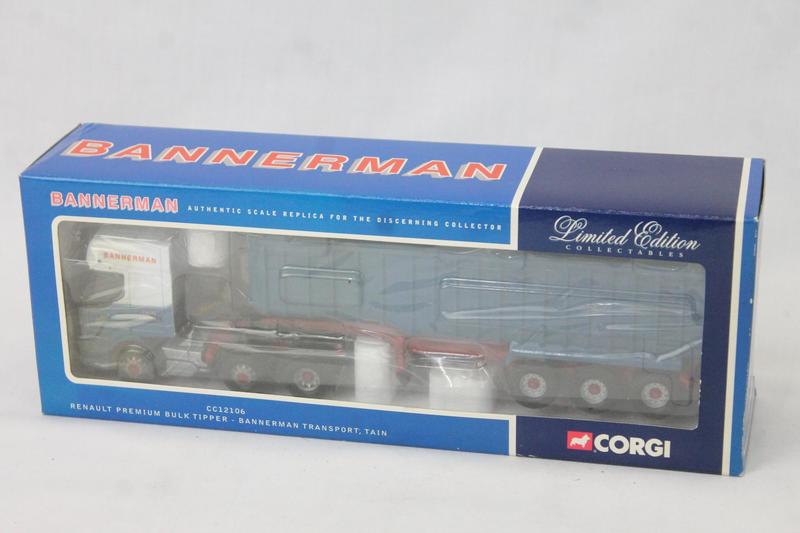 BANNERMAN
BANNERMAN AUTHENTIC SCALE REPLICA FOR THE DISCERNING COLLECTOR
Limited Edition
COLLECTABLES
BANNERMAN
CC12106
RENAULT PREMIUM BULK TIPPER - BANNERMAN TRANSPORT, TAIN
CORGI